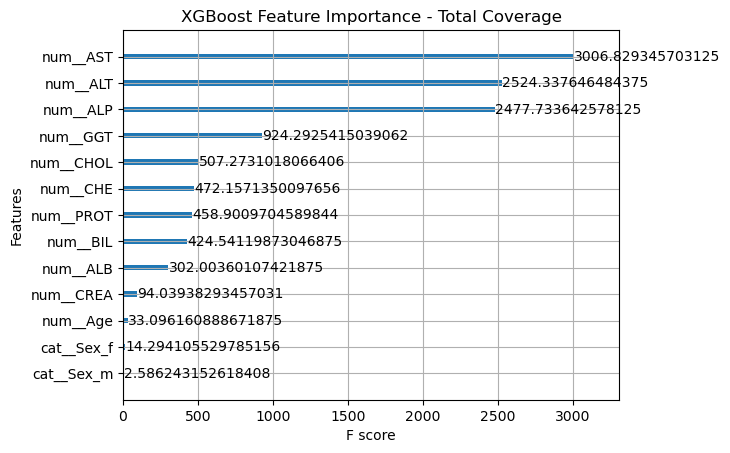 XGBoost Feature Importance - Total Coverage
Features
num__AST 3006.829345703125
num__ALT 2524.337646484375
num__ALP 2477.733642578125
num__GGT 924.2925415039062
num__CHOL 507.2731018066406
num__CHE 472.1571350097656
num__PROT 458.9009704589844
num__BIL 424.54119873046875
num__ALB 302.00360107421875
num__CREA 94.03938293457031
num__Age 33.096160888671875
cat__Sex_f 14.294105529785156
cat__Sex_m 2.586243152618408
0 500 1000 1500 2000 2500 3000
F score